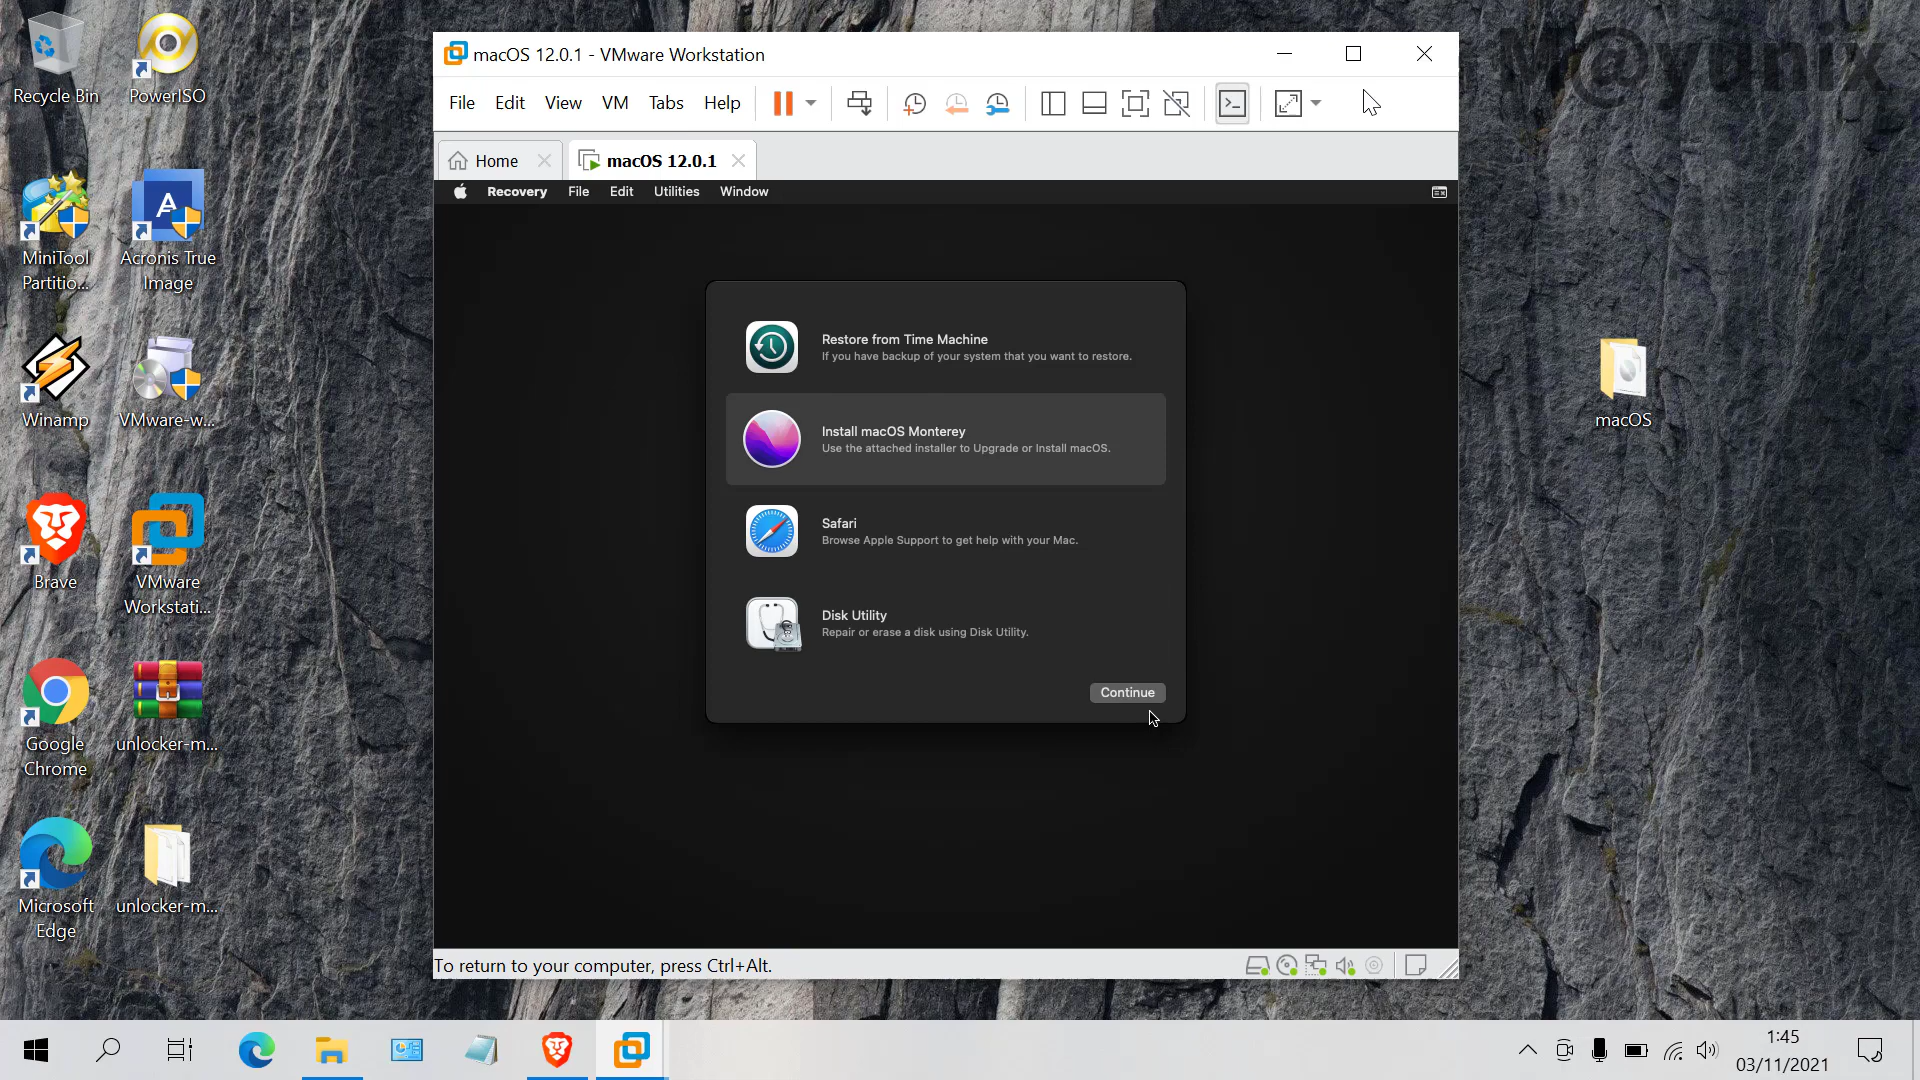 Recycle Bin
PowerISO
MiniTool
Partitio...
Acronis True
Image
Winamp
VMware-w...
Brave
VMware
Workstati...
Google
Chrome
unlocker-m...
Microsoft
Edge
unlocker-m...
macOS 12.0.1 - VMware Workstation
File Edit View VM Tabs Help
Home
macOS 12.0.1
Recovery File Edit Utilities Window
Restore from Time Machine
If you have backup of your system that you want to restore.
Install macOS Monterey
Use the attached installer to Upgrade or Install macOS.
Safari
Browse Apple Support to get help with your Mac.
Disk Utility
Repair or erase a disk using Disk Utility.
Continue
To return to your computer, press Ctrl+Alt.
M@yunix
macOS
1:45
03/11/2021